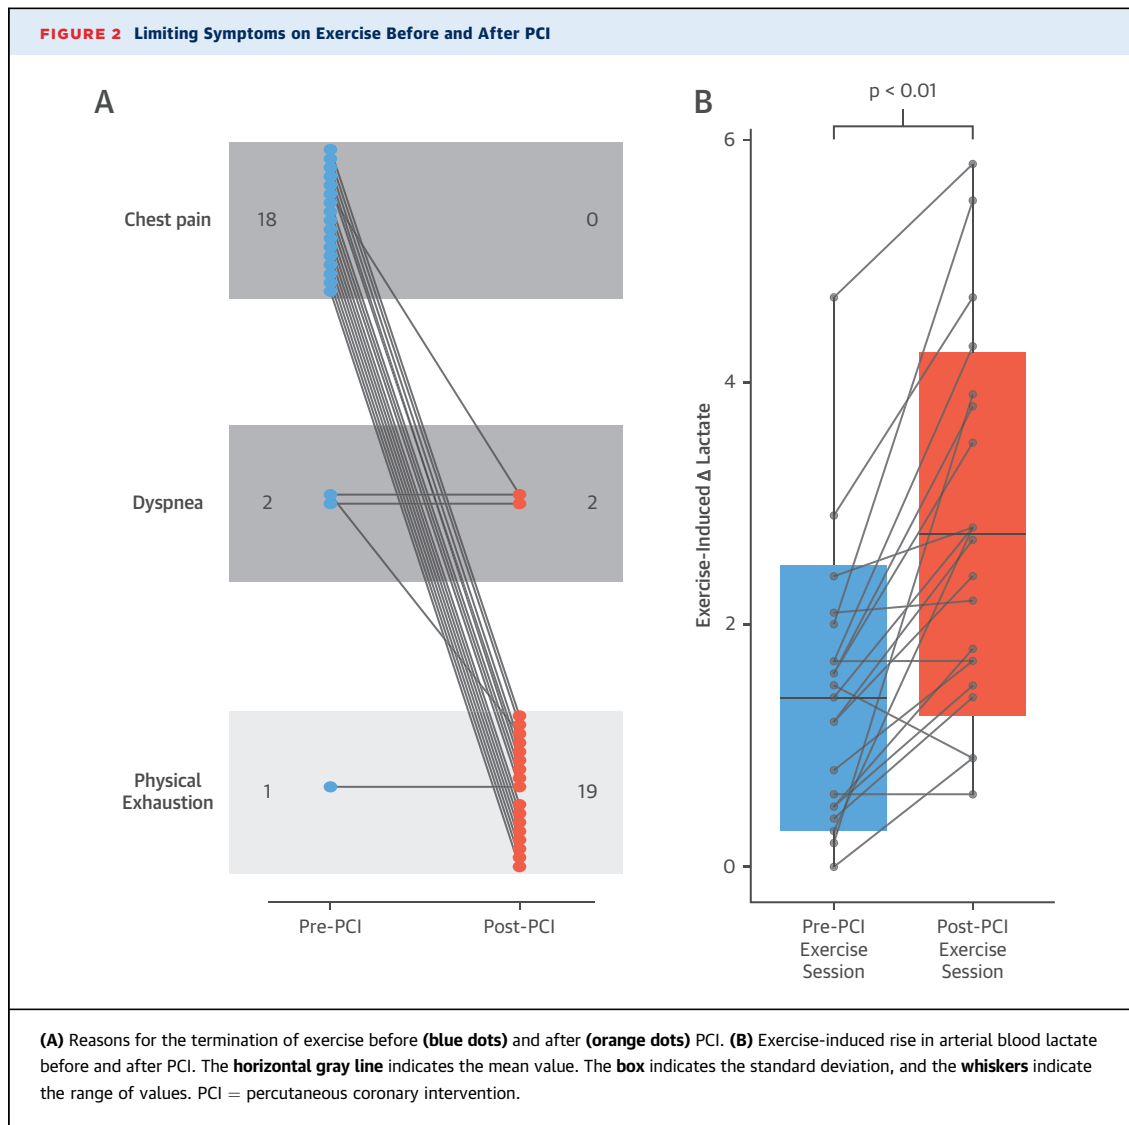 FIGURE 2 Limiting Symptoms on Exercise Before and After PCI
A
Chest pain
18
0
Dyspnea
2
2
Physical
Exhaustion
1
19
Pre-PCI
Post-PCI
B
p < 0.01
Exercise-Induced Δ Lactate
6
4
2
0
Pre-PCI
Exercise
Session
Post-PCI
Exercise
Session
(A) Reasons for the termination of exercise before (blue dots) and after (orange dots) PCI. (B) Exercise-induced rise in arterial blood lactate
before and after PCI. The horizontal gray line indicates the mean value. The box indicates the standard deviation, and the whiskers indicate
the range of values. PCI = percutaneous coronary intervention.